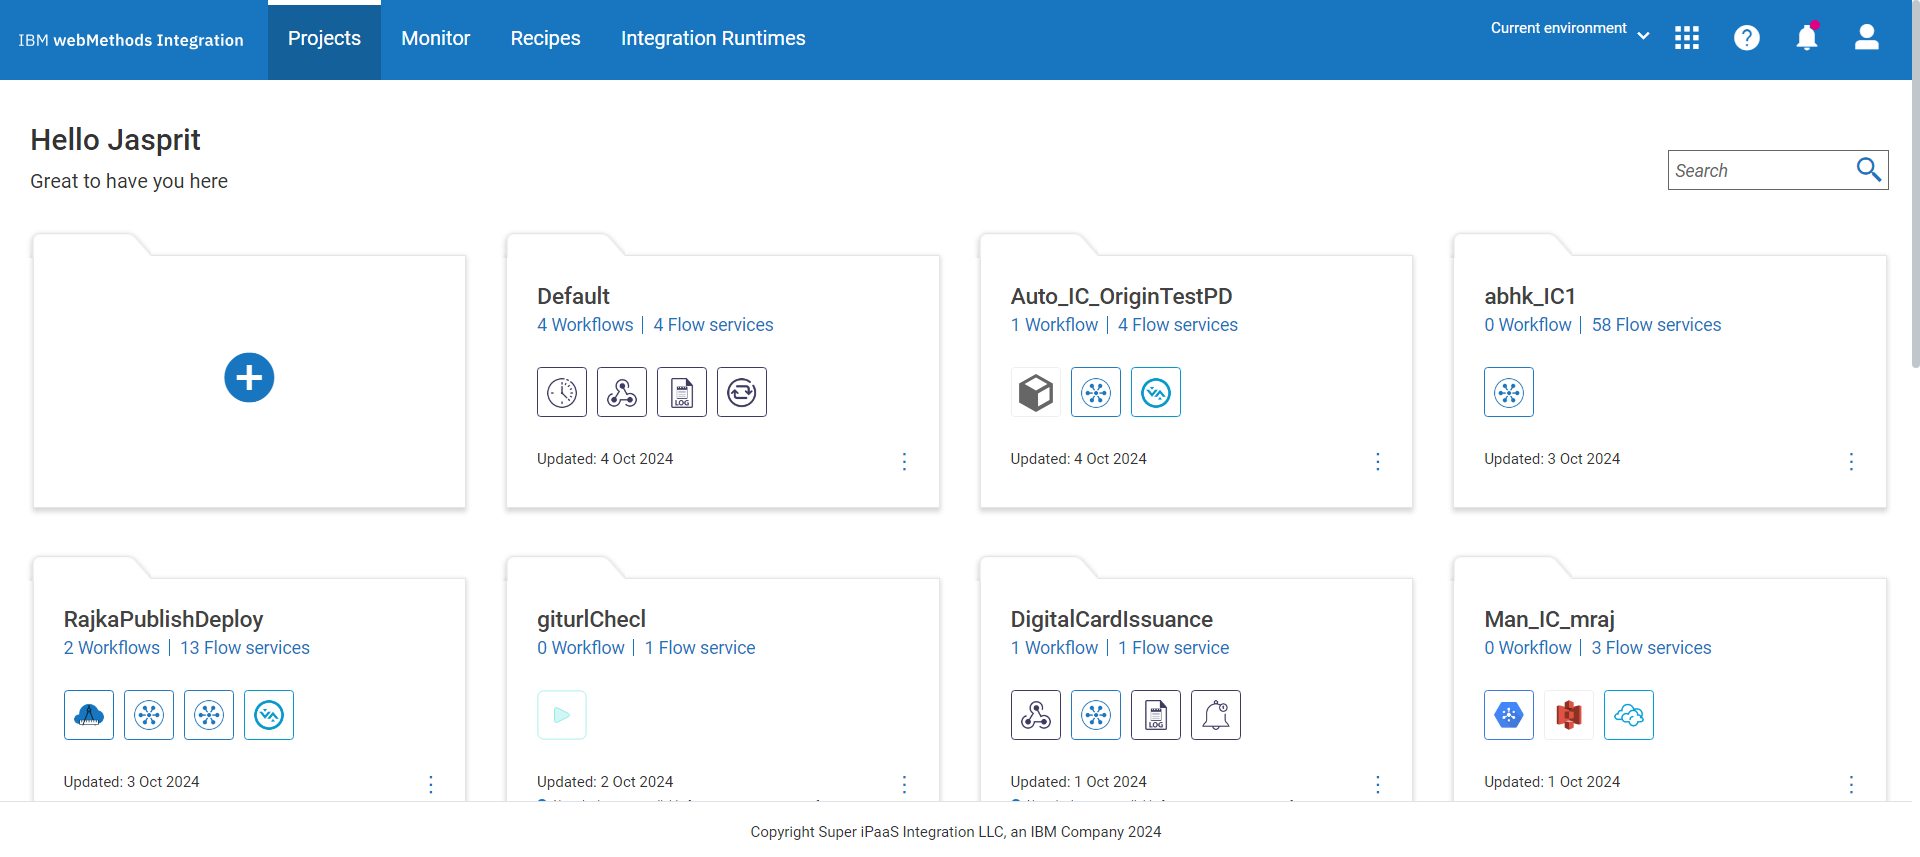 IBM webMethods Integration
Projects
Monitor
Recipes
Integration Runtimes
Current environment
Hello Jasprit
Great to have you here
Search
Default
4 Workflows | 4 Flow services
LOG
Updated: 4 Oct 2024
Auto_IC_OriginTestPD
1 Workflow | 4 Flow services
Updated: 4 Oct 2024
abhk_IC1
0 Workflow | 58 Flow services
Updated: 3 Oct 2024
RajkaPublishDeploy
2 Workflows | 13 Flow services
Updated: 3 Oct 2024
giturlChecl
0 Workflow | 1 Flow service
Updated: 2 Oct 2024
DigitalCardIssuance
1 Workflow | 1 Flow service
LOG
Updated: 1 Oct 2024
Man_IC_mraj
0 Workflow | 3 Flow services
Updated: 1 Oct 2024
Copyright Super iPaaS Integration LLC, an IBM Company 2024